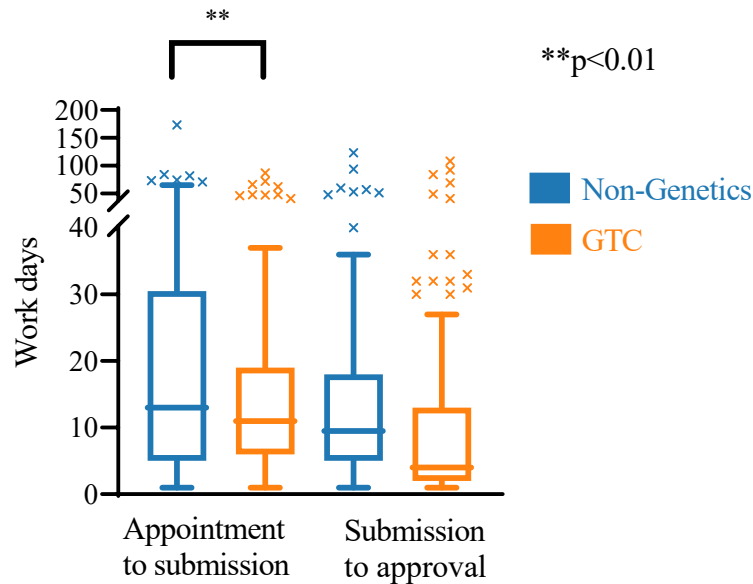 **
**p<0.01
200
150
100
50
40
30
20
10
0
Work days
Non-Genetics
GTC
Appointment
to submission
Submission
to approval